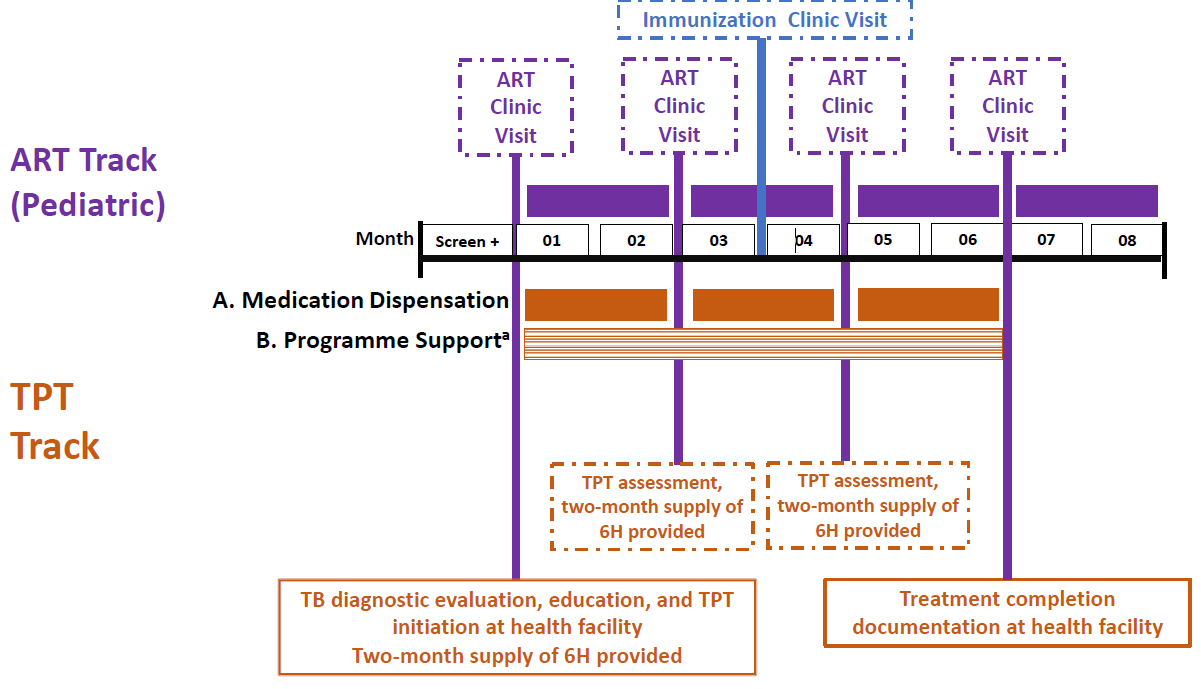 Immunization Clinic Visit
ART
Clinic
Visit
ART
Clinic
Visit
ART
Clinic
Visit
ART
Clinic
Visit
ART Track
(Pediatric)
Month
Screen +
01
02
03
04
05
06
07
08
A. Medication Dispensation
B. Programme Supportᵃ
TPT
Track
TPT assessment,
two-month supply of
6H provided
TPT assessment,
two-month supply of
6H provided
TB diagnostic evaluation, education, and TPT
initiation at health facility
Two-month supply of 6H provided
Treatment completion
documentation at health facility